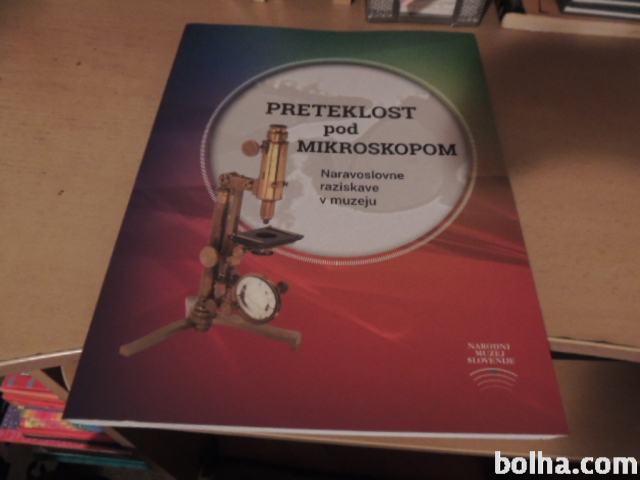 PRETEKLOST
pod
MIKROSKOPOM
Naravoslovne
raziskave
v muzeju
NARODNI
MUZEJ
SLOVENIJE
bolha.com